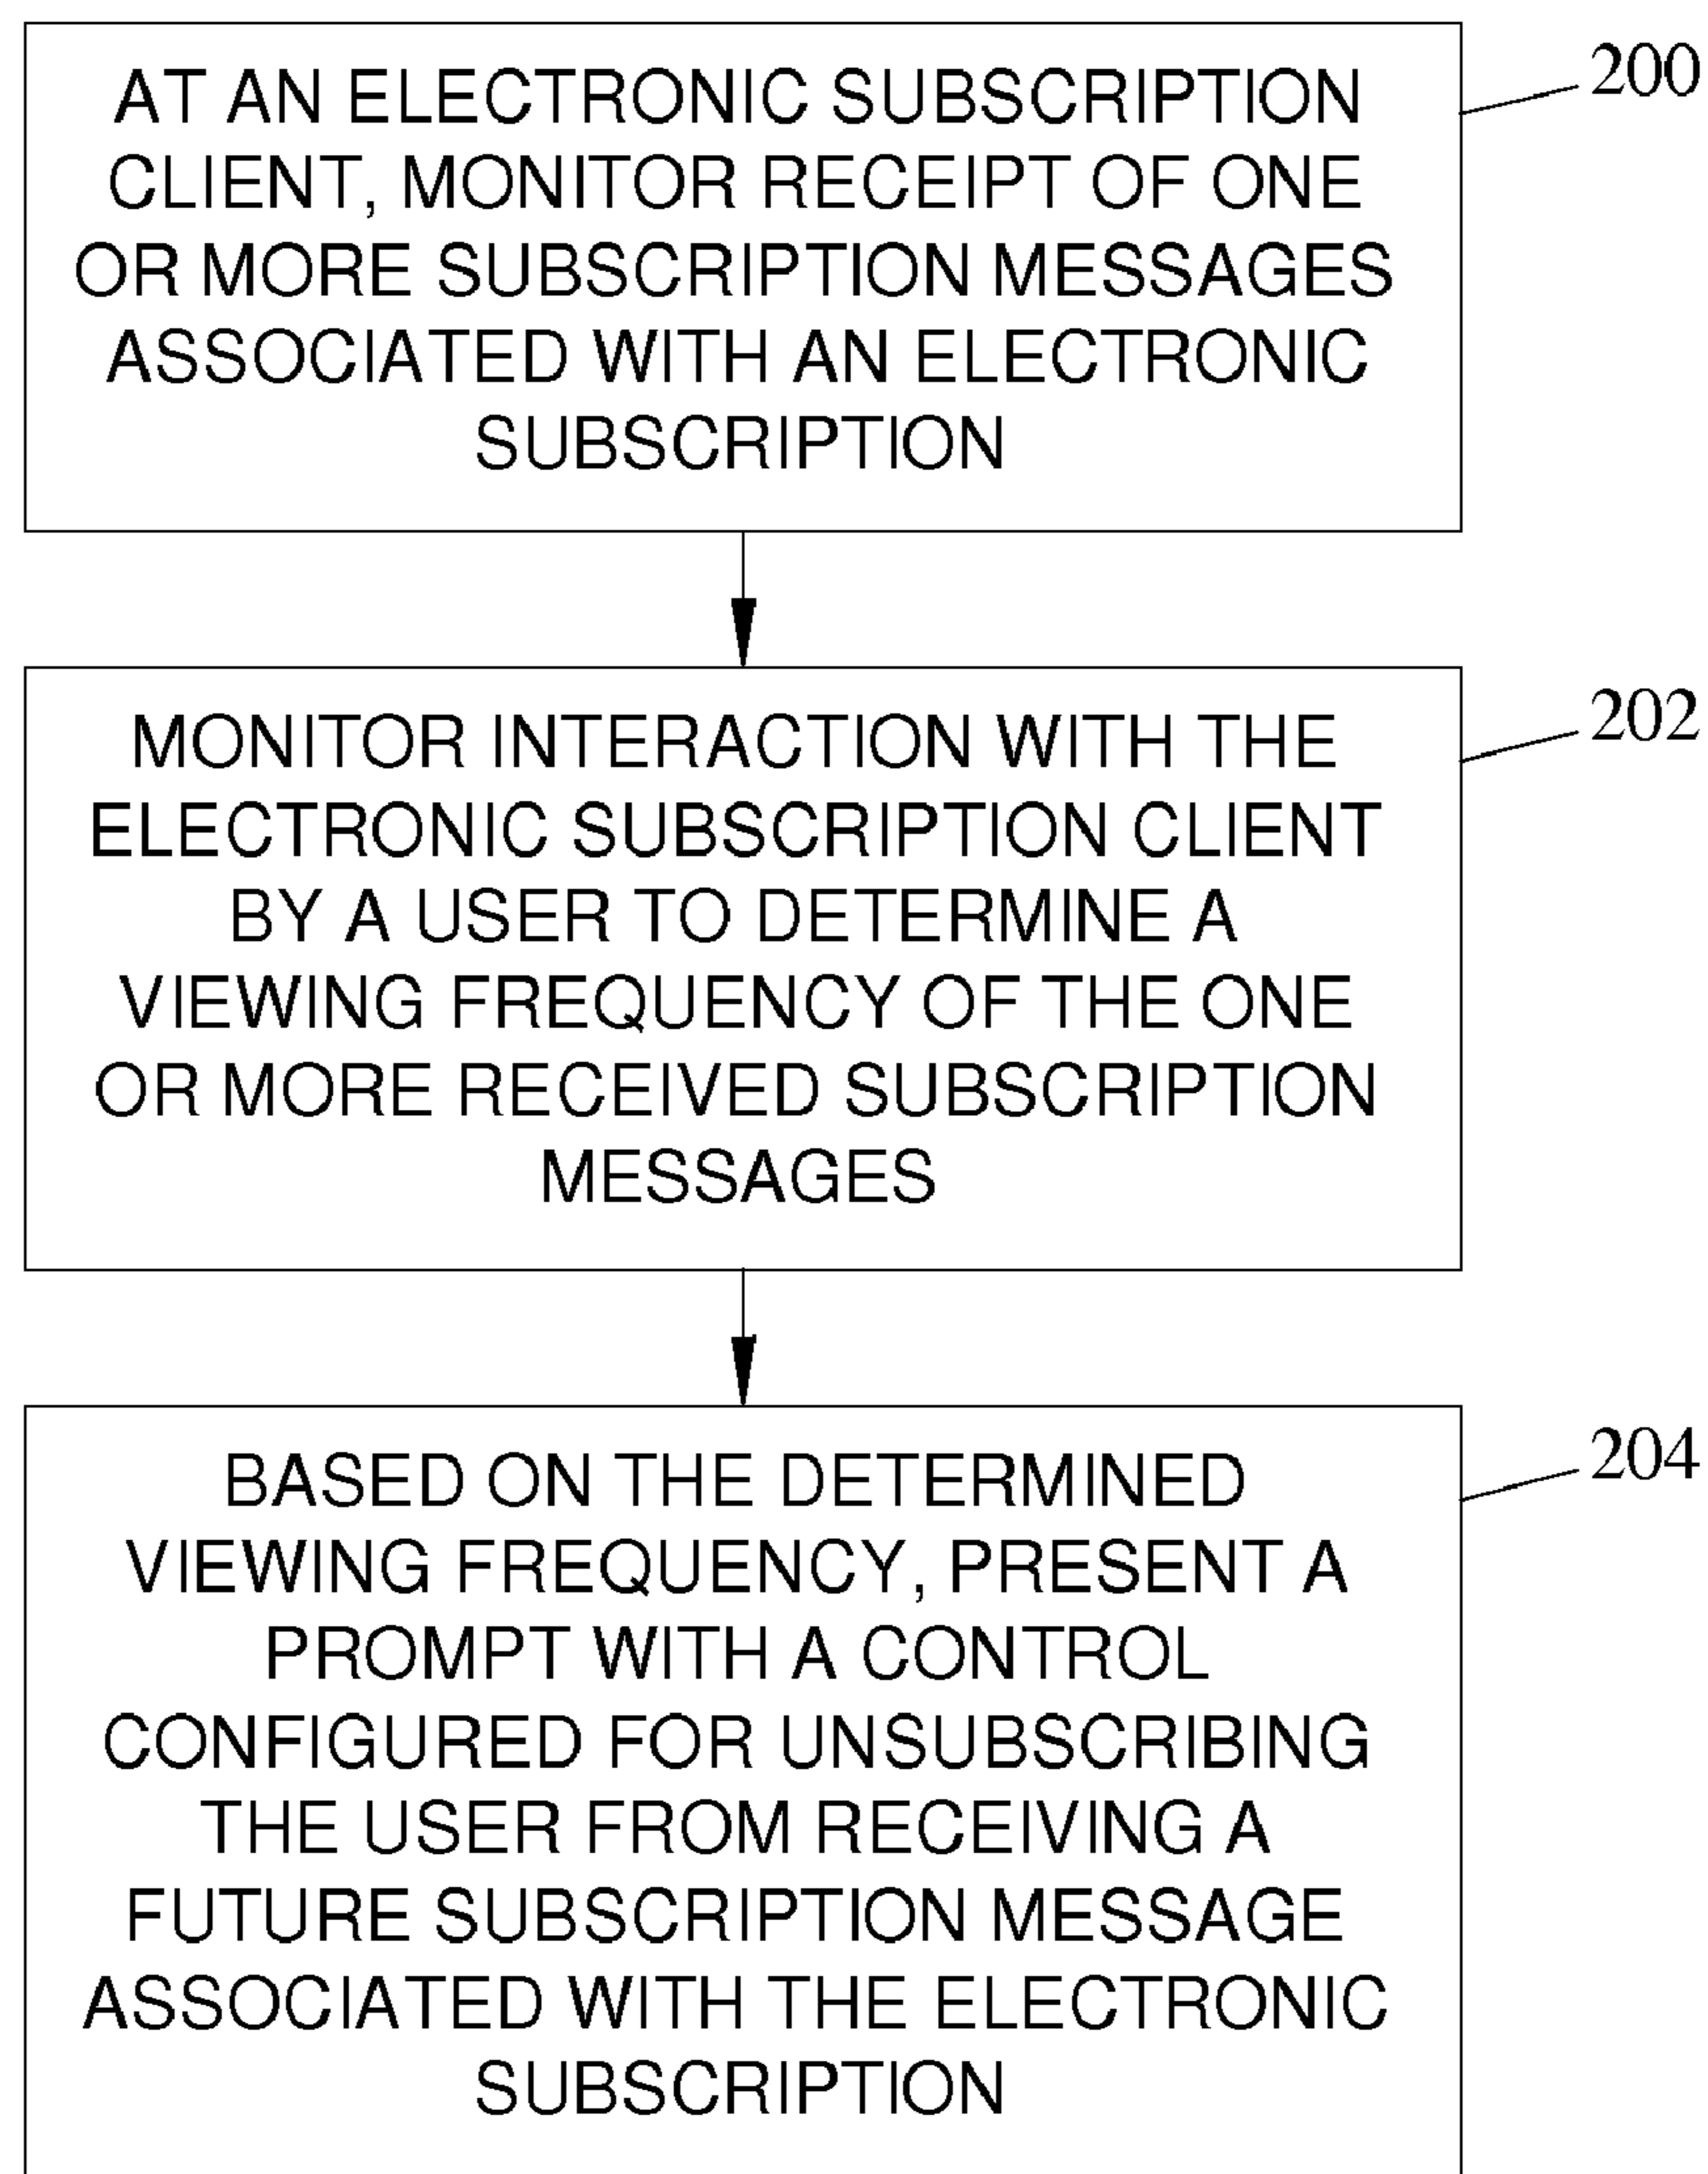 AT AN ELECTRONIC SUBSCRIPTION
CLIENT, MONITOR RECEIPT OF ONE
OR MORE SUBSCRIPTION MESSAGES
ASSOCIATED WITH AN ELECTRONIC
SUBSCRIPTION
200
MONITOR INTERACTION WITH THE
ELECTRONIC SUBSCRIPTION CLIENT
BY A USER TO DETERMINE A
VIEWING FREQUENCY OF THE ONE
OR MORE RECEIVED SUBSCRIPTION
MESSAGES
202
BASED ON THE DETERMINED
VIEWING FREQUENCY, PRESENT A
PROMPT WITH A CONTROL
CONFIGURED FOR UNSUBSCRIBING
THE USER FROM RECEIVING A
FUTURE SUBSCRIPTION MESSAGE
ASSOCIATED WITH THE ELECTRONIC
SUBSCRIPTION
204